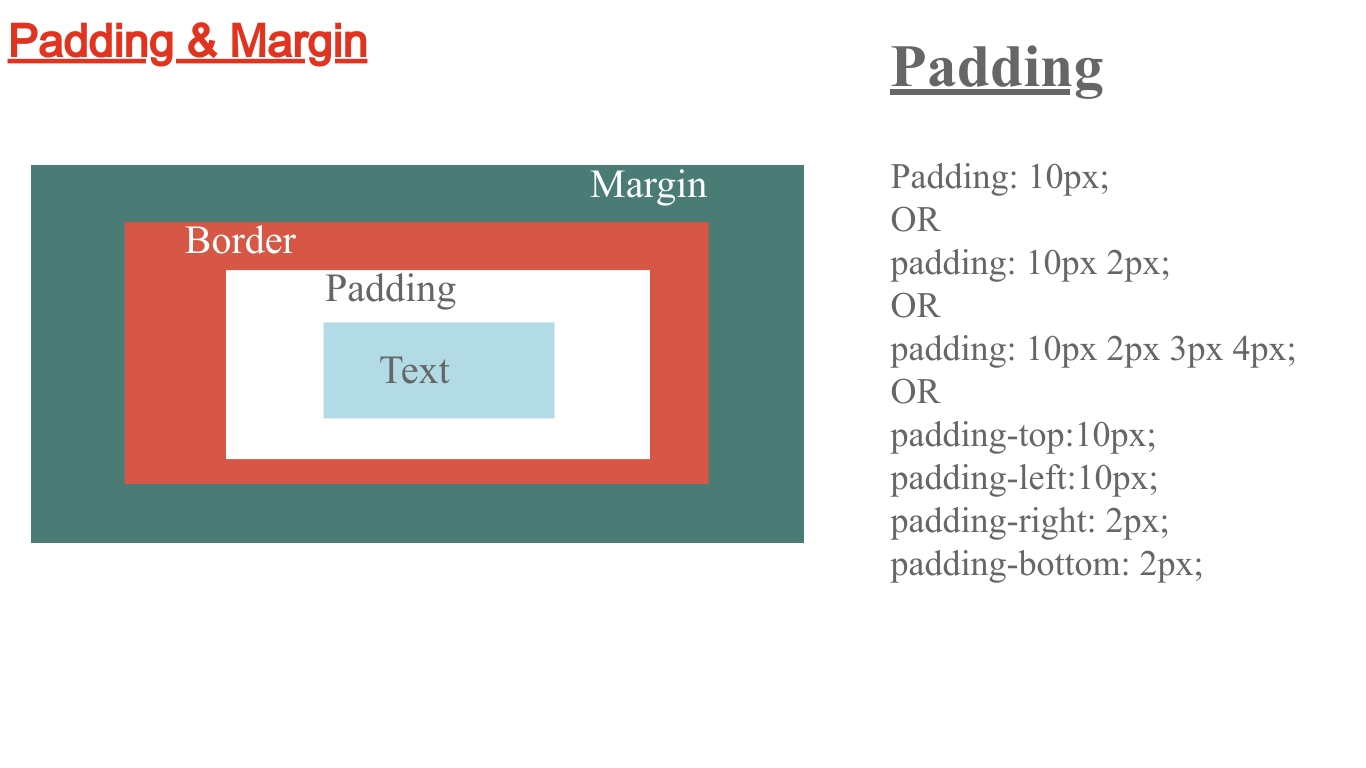 Padding & Margin
Margin
Border
Padding
Text
Padding
Padding: 10px;
OR
padding: 10px 2px;
OR
padding: 10px 2px 3px 4px;
OR
padding-top:10px;
padding-left:10px;
padding-right: 2px;
padding-bottom: 2px;